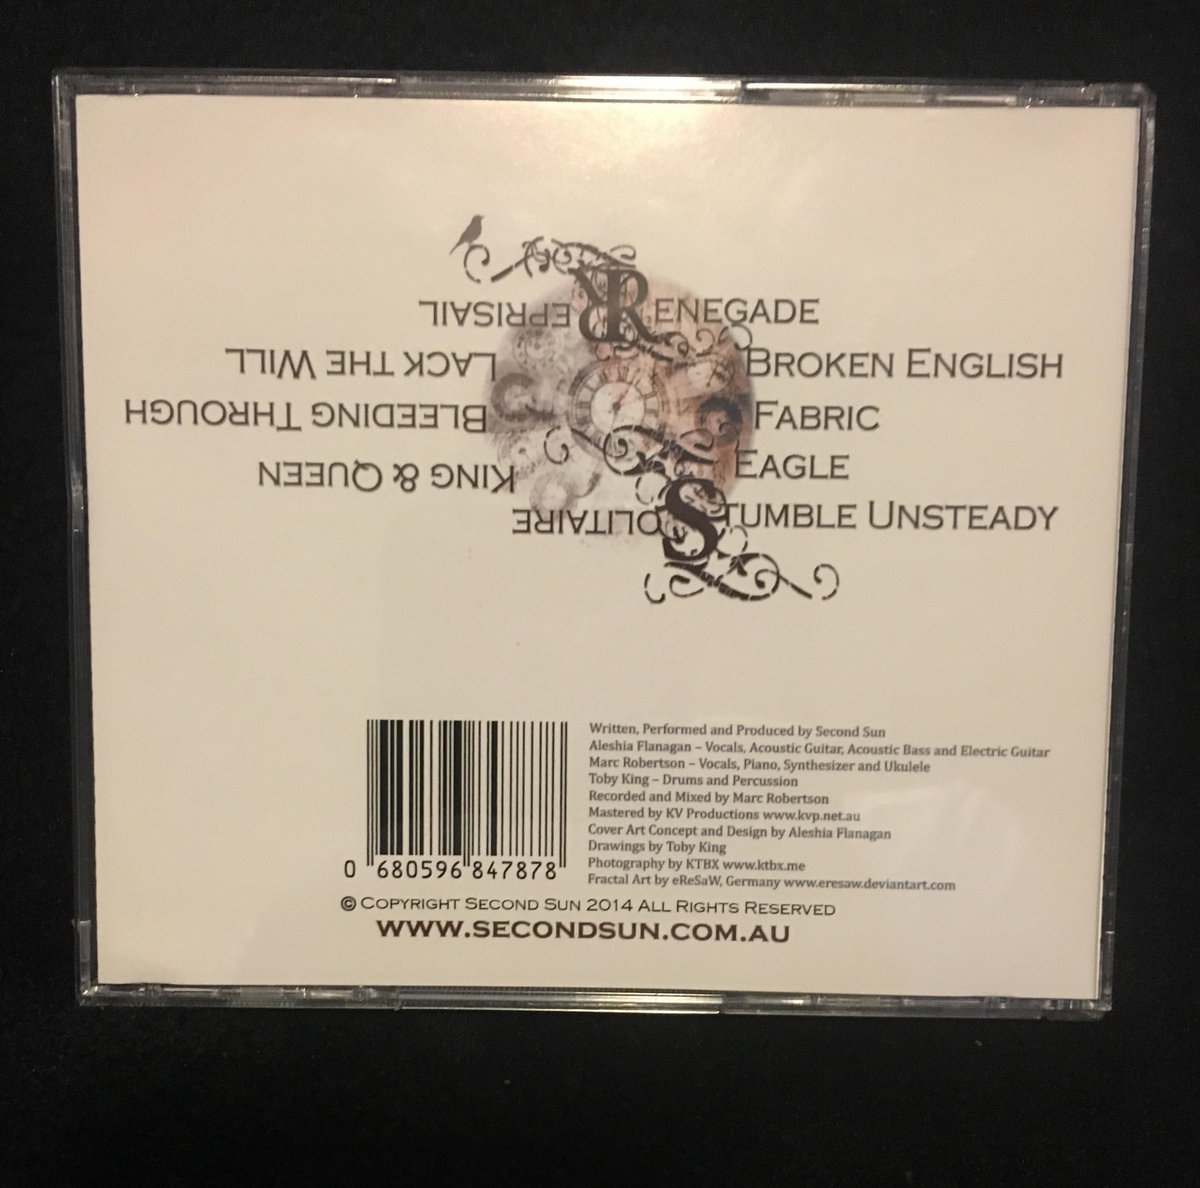 RENEGADE
BROKEN ENGLISH
FABRIC
EAGLE
STUMBLE UNSTEADY
SOLITAIRE
KING & QUEEN
BLEEDING THROUGH
LACK THE WILL
REPRISAIL
0 680596 847878
Written, Performed and Produced by Second Sun
Aleshia Flanagan – Vocals, Acoustic Guitar, Acoustic Bass and Electric Guitar
Marc Robertson – Vocals, Piano, Synthesizer and Ukulele
Toby King – Drums and Percussion
Recorded and Mixed by Marc Robertson
Mastered by KV Productions www.kvp.net.au
Cover Art Concept and Design by Aleshia Flanagan
Drawings by Toby King
Photography by KTBX www.ktbx.me
Fractal Art by eReSaW, Germany www.eresaw.deviantart.com
© COPYRIGHT SECOND SUN 2014 ALL RIGHTS RESERVED
WWW.SECONDSUN.COM.AU